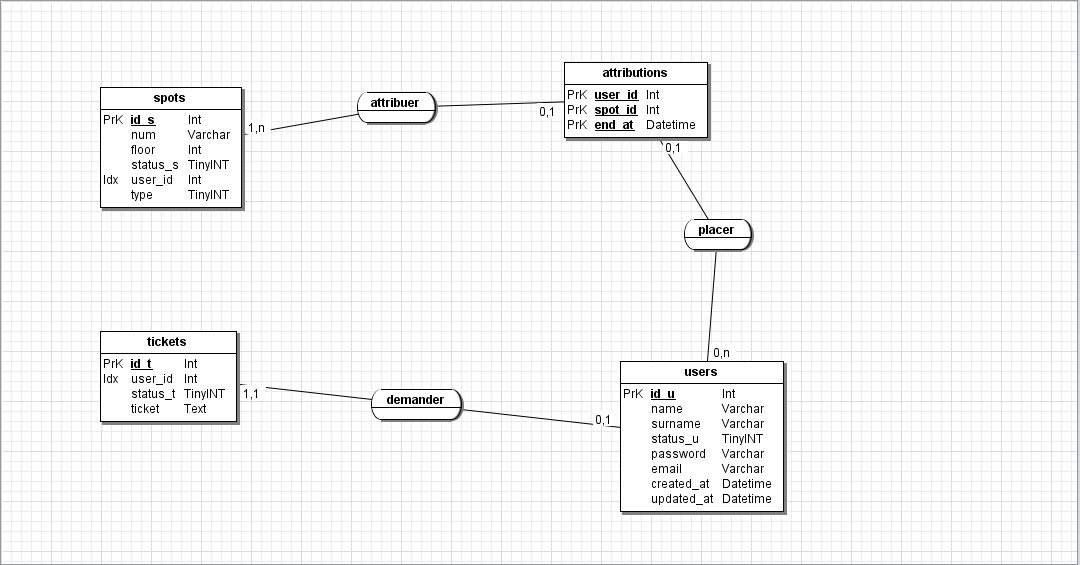 spots
PrK id_s Int
num Varchar
floor Int
status_s TinyINT
Idx user_id Int
type TinyINT
1,n
attribuer
0,1
attributions
PrK user_id Int
PrK spot_id Int
PrK end_at Datetime
0,1
placer
0,n
tickets
PrK id_t Int
Idx user_id Int
status_t TinyINT
ticket Text
1,1
demander
0,1
users
PrK id_u Int
name Varchar
surname Varchar
status_u TinyINT
password Varchar
email Varchar
created_at Datetime
updated_at Datetime